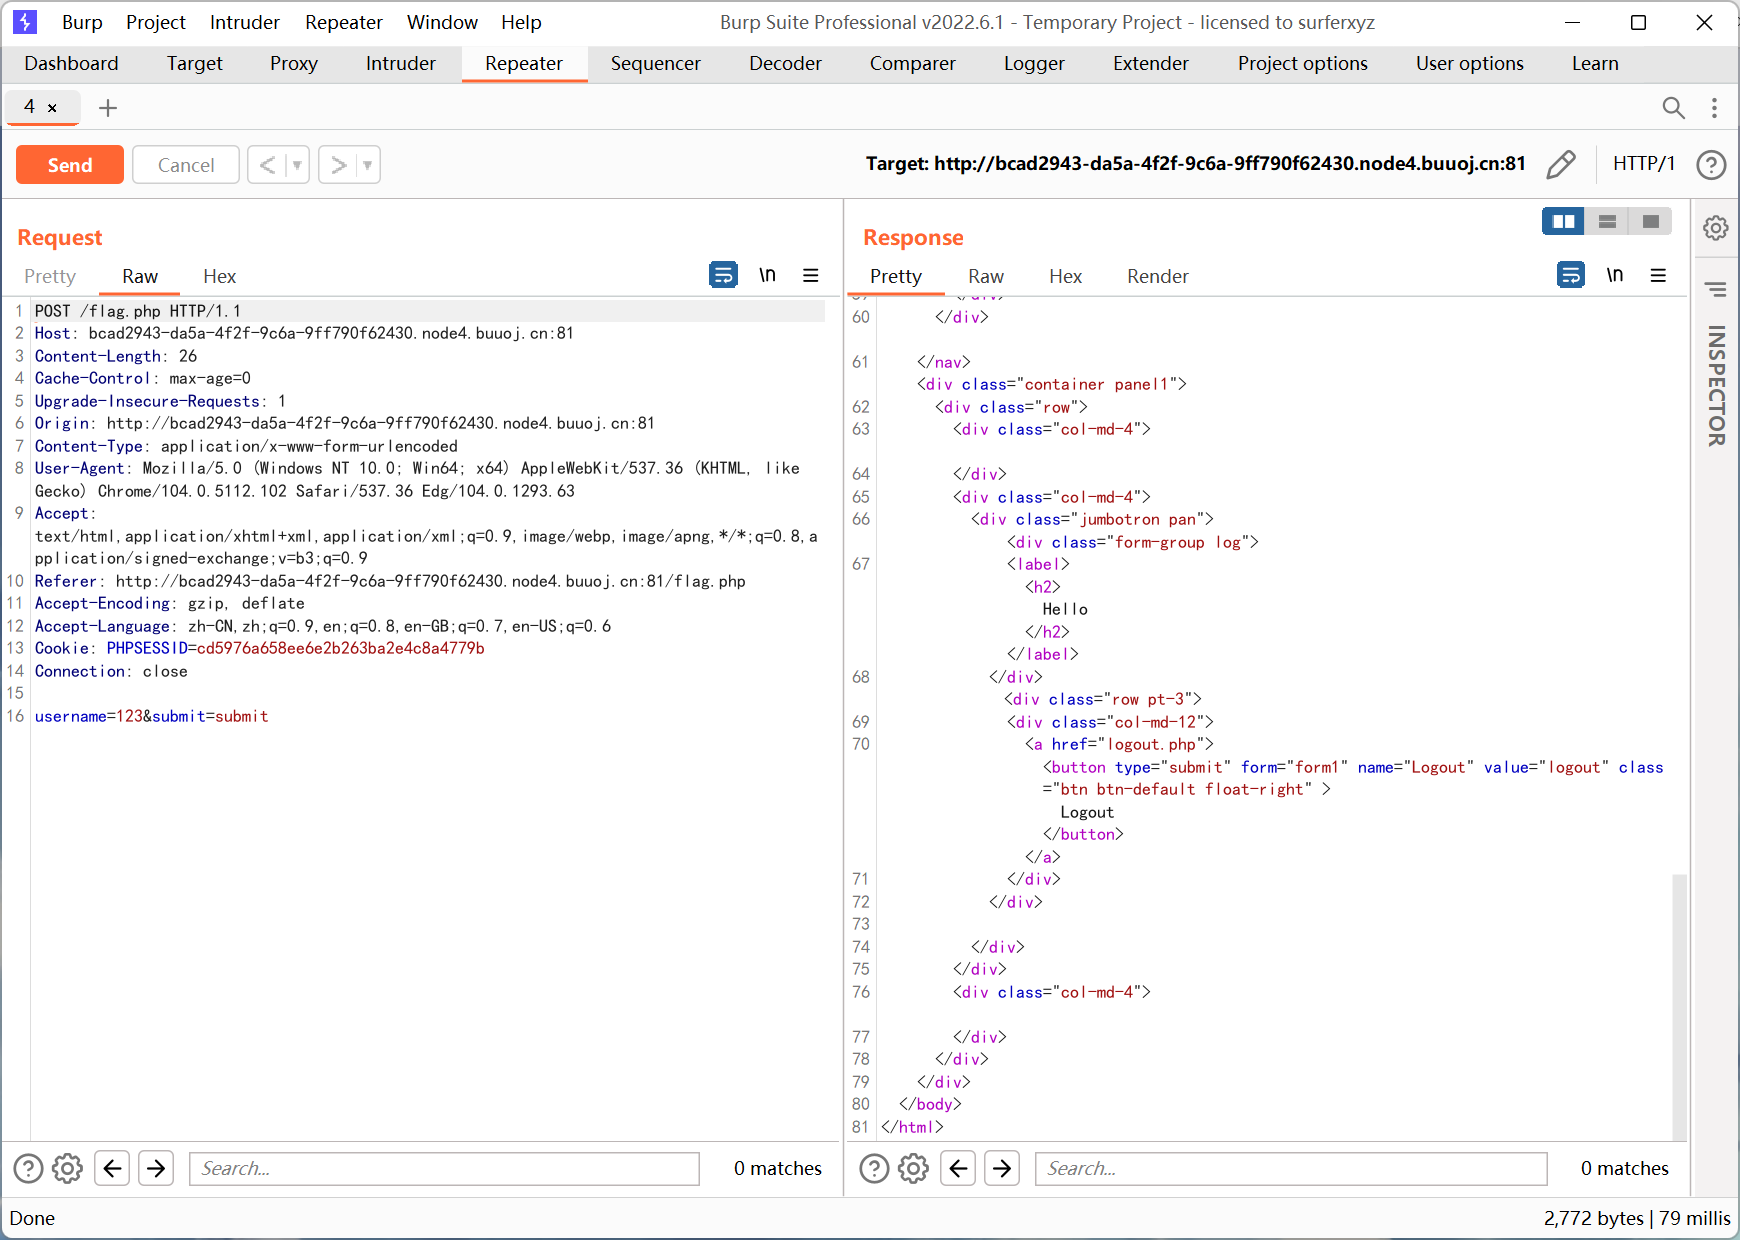 Burp Project Intruder Repeater Window Help Burp Suite Professional v2022.6.1 - Temporary Project - licensed to surferxyz
Dashboard Target Proxy Intruder Repeater Sequencer Decoder Comparer Logger Extender Project options User options Learn
4 ×
Send Cancel < > Target: http://bcad2943-da5a-4f2f-9c6a-9ff790f62430.node4.buuoj.cn:81 HTTP/1 ?
Request
Pretty Raw Hex \n
1 POST /flag.php HTTP/1.1
2 Host: bcad2943-da5a-4f2f-9c6a-9ff790f62430.node4.buuoj.cn:81
3 Content-Length: 26
4 Cache-Control: max-age=0
5 Upgrade-Insecure-Requests: 1
6 Origin: http://bcad2943-da5a-4f2f-9c6a-9ff790f62430.node4.buuoj.cn:81
7 Content-Type: application/x-www-form-urlencoded
8 User-Agent: Mozilla/5.0 (Windows NT 10.0; Win64; x64) AppleWebKit/537.36 (KHTML, like
Gecko) Chrome/104.0.5112.102 Safari/537.36 Edg/104.0.1293.63
9 Accept:
text/html,application/xhtml+xml,application/xml;q=0.9,image/webp,image/apng,*/*;q=0.8,a
pplication/signed-exchange;v=b3;q=0.9
10 Referer: http://bcad2943-da5a-4f2f-9c6a-9ff790f62430.node4.buuoj.cn:81/flag.php
11 Accept-Encoding: gzip, deflate
12 Accept-Language: zh-CN,zh;q=0.9,en;q=0.8,en-GB;q=0.7,en-US;q=0.6
13 Cookie: PHPSESSID=cd5976a658ee6e2b263ba2e4c8a4779b
14 Connection: close
15
16 username=123&submit=submit
Search...
0 matches
Response
Pretty Raw Hex Render \n
59 </div>
60 </div>
61 </nav>
<div class="container panel1">
62 <div class="row">
63 <div class="col-md-4">
64 </div>
65 <div class="col-md-4">
66 <div class="jumbotron pan">
<div class="form-group log">
67 <label>
<h2>
Hello
</h2>
</label>
68 </div>
<div class="row pt-3">
69 <div class="col-md-12">
70 <a href="logout.php">
<button type="submit" form="form1" name="Logout" value="logout" class
="btn btn-default float-right" >
Logout
</button>
</a>
71 </div>
72 </div>
73
74 </div>
75 </div>
76 <div class="col-md-4">
77 </div>
78 </div>
79 </div>
80 </body>
81 </html>
Search...
0 matches
INSPECTOR
Done
2,772 bytes | 79 millis